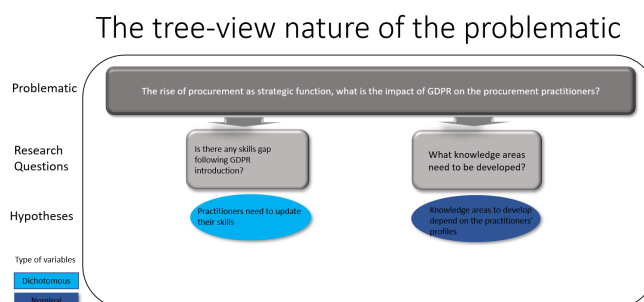 The tree-view nature of the problematic
Problematic
The rise of procurement as strategic function, what is the impact of GDPR on the procurement practitioners?
Research
Questions
Is there any skills gap
following GDPR
introduction?
What knowledge areas
need to be developed?
Hypotheses
Practitioners need to update
their skills
Knowledge areas to develop
depend on the practitioners'
profiles
Type of variables
Dichotomous
Nominal